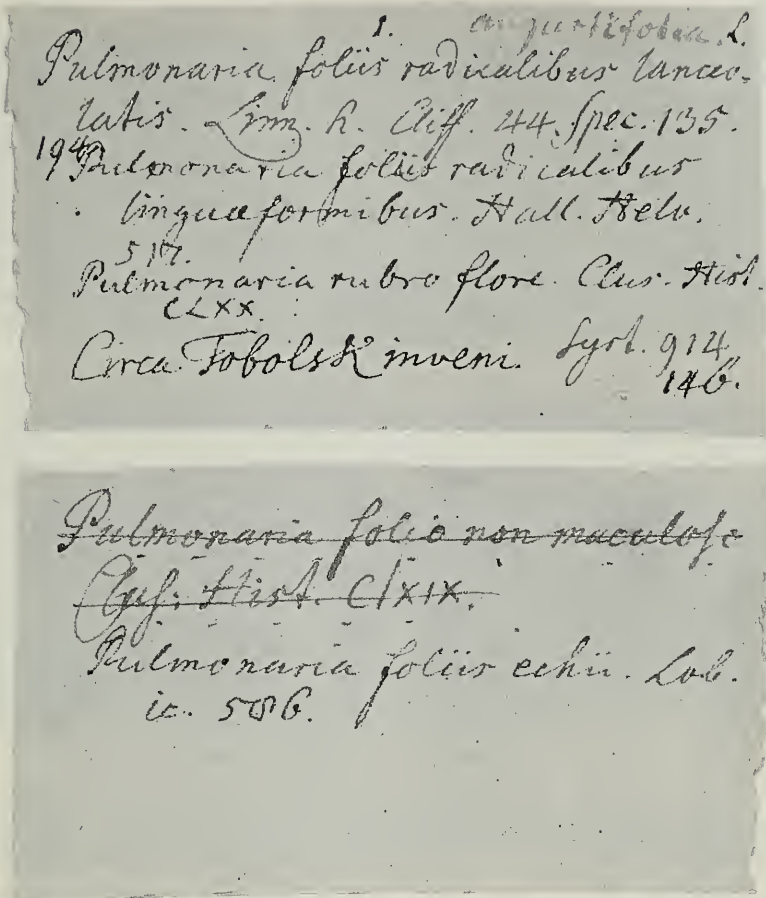 1. angustifolia. L.
Pulmonaria foliis radicalibus lanceo-
latis. Linn. h. Cliff. 44. Spec. 135.
194 Pulmonaria foliis radicalibus
linguæformibus. Hall. Helv.
517.
Pulmonaria rubro flore. Clus. Hist.
CLXX.
Circa Tobolsk inveni. Syst. 914
146.
Pulmonaria folio non maculoso
Clus. Hist. ClXIX.
Pulmonaria foliis echii. Lob.
ic. 586.